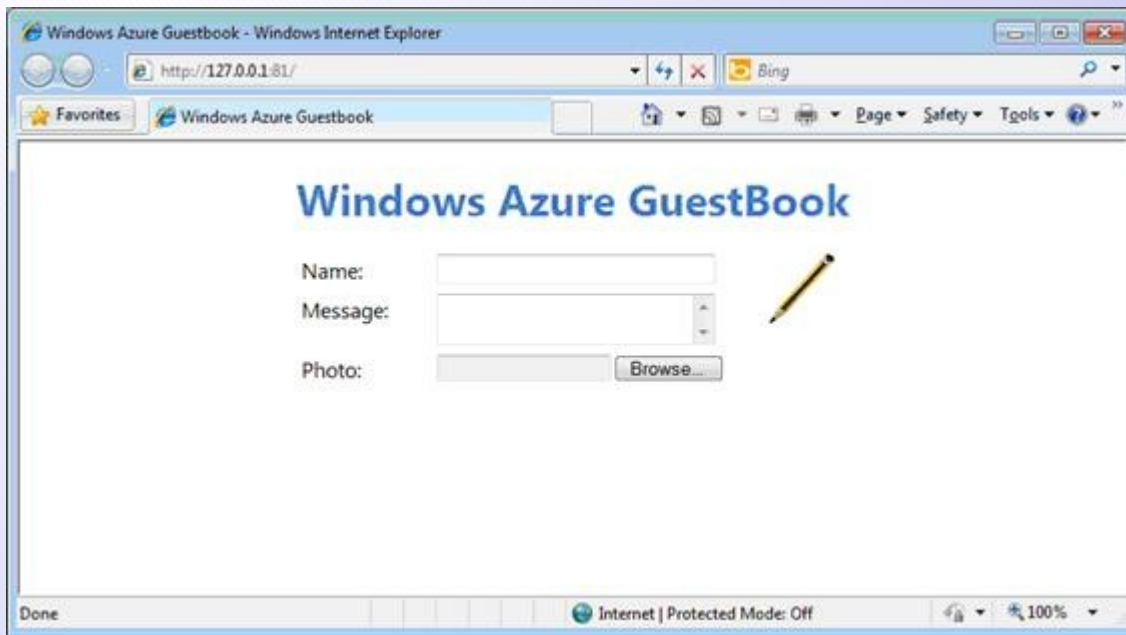 Windows Azure Guestbook - Windows Internet Explorer
http://127.0.0.1:81/
Bing
Favorites
Windows Azure Guestbook
Page
Safety
Tools
Windows Azure GuestBook
Name:
Message:
Photo:
Browse...
Done
Internet | Protected Mode: Off
100%